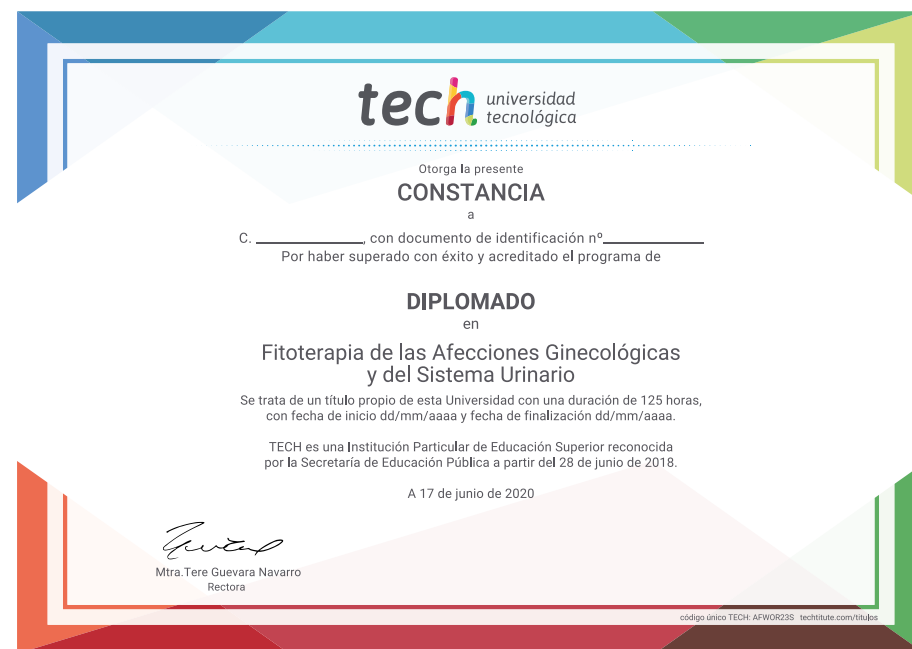 tech universidad
tecnológica
Otorga la presente
CONSTANCIA
a
C. ______________, con documento de identificación nº______________
Por haber superado con éxito y acreditado el programa de
DIPLOMADO
en
Fitoterapia de las Afecciones Ginecológicas
y del Sistema Urinario
Se trata de un título propio de esta Universidad con una duración de 125 horas,
con fecha de inicio dd/mm/aaaa y fecha de finalización dd/mm/aaaa.
TECH es una Institución Particular de Educación Superior reconocida
por la Secretaría de Educación Pública a partir del 28 de junio de 2018.
A 17 de junio de 2020
Mtra.Tere Guevara Navarro
Rectora
código único TECH: AFWOR23S techtitute.com/titulos